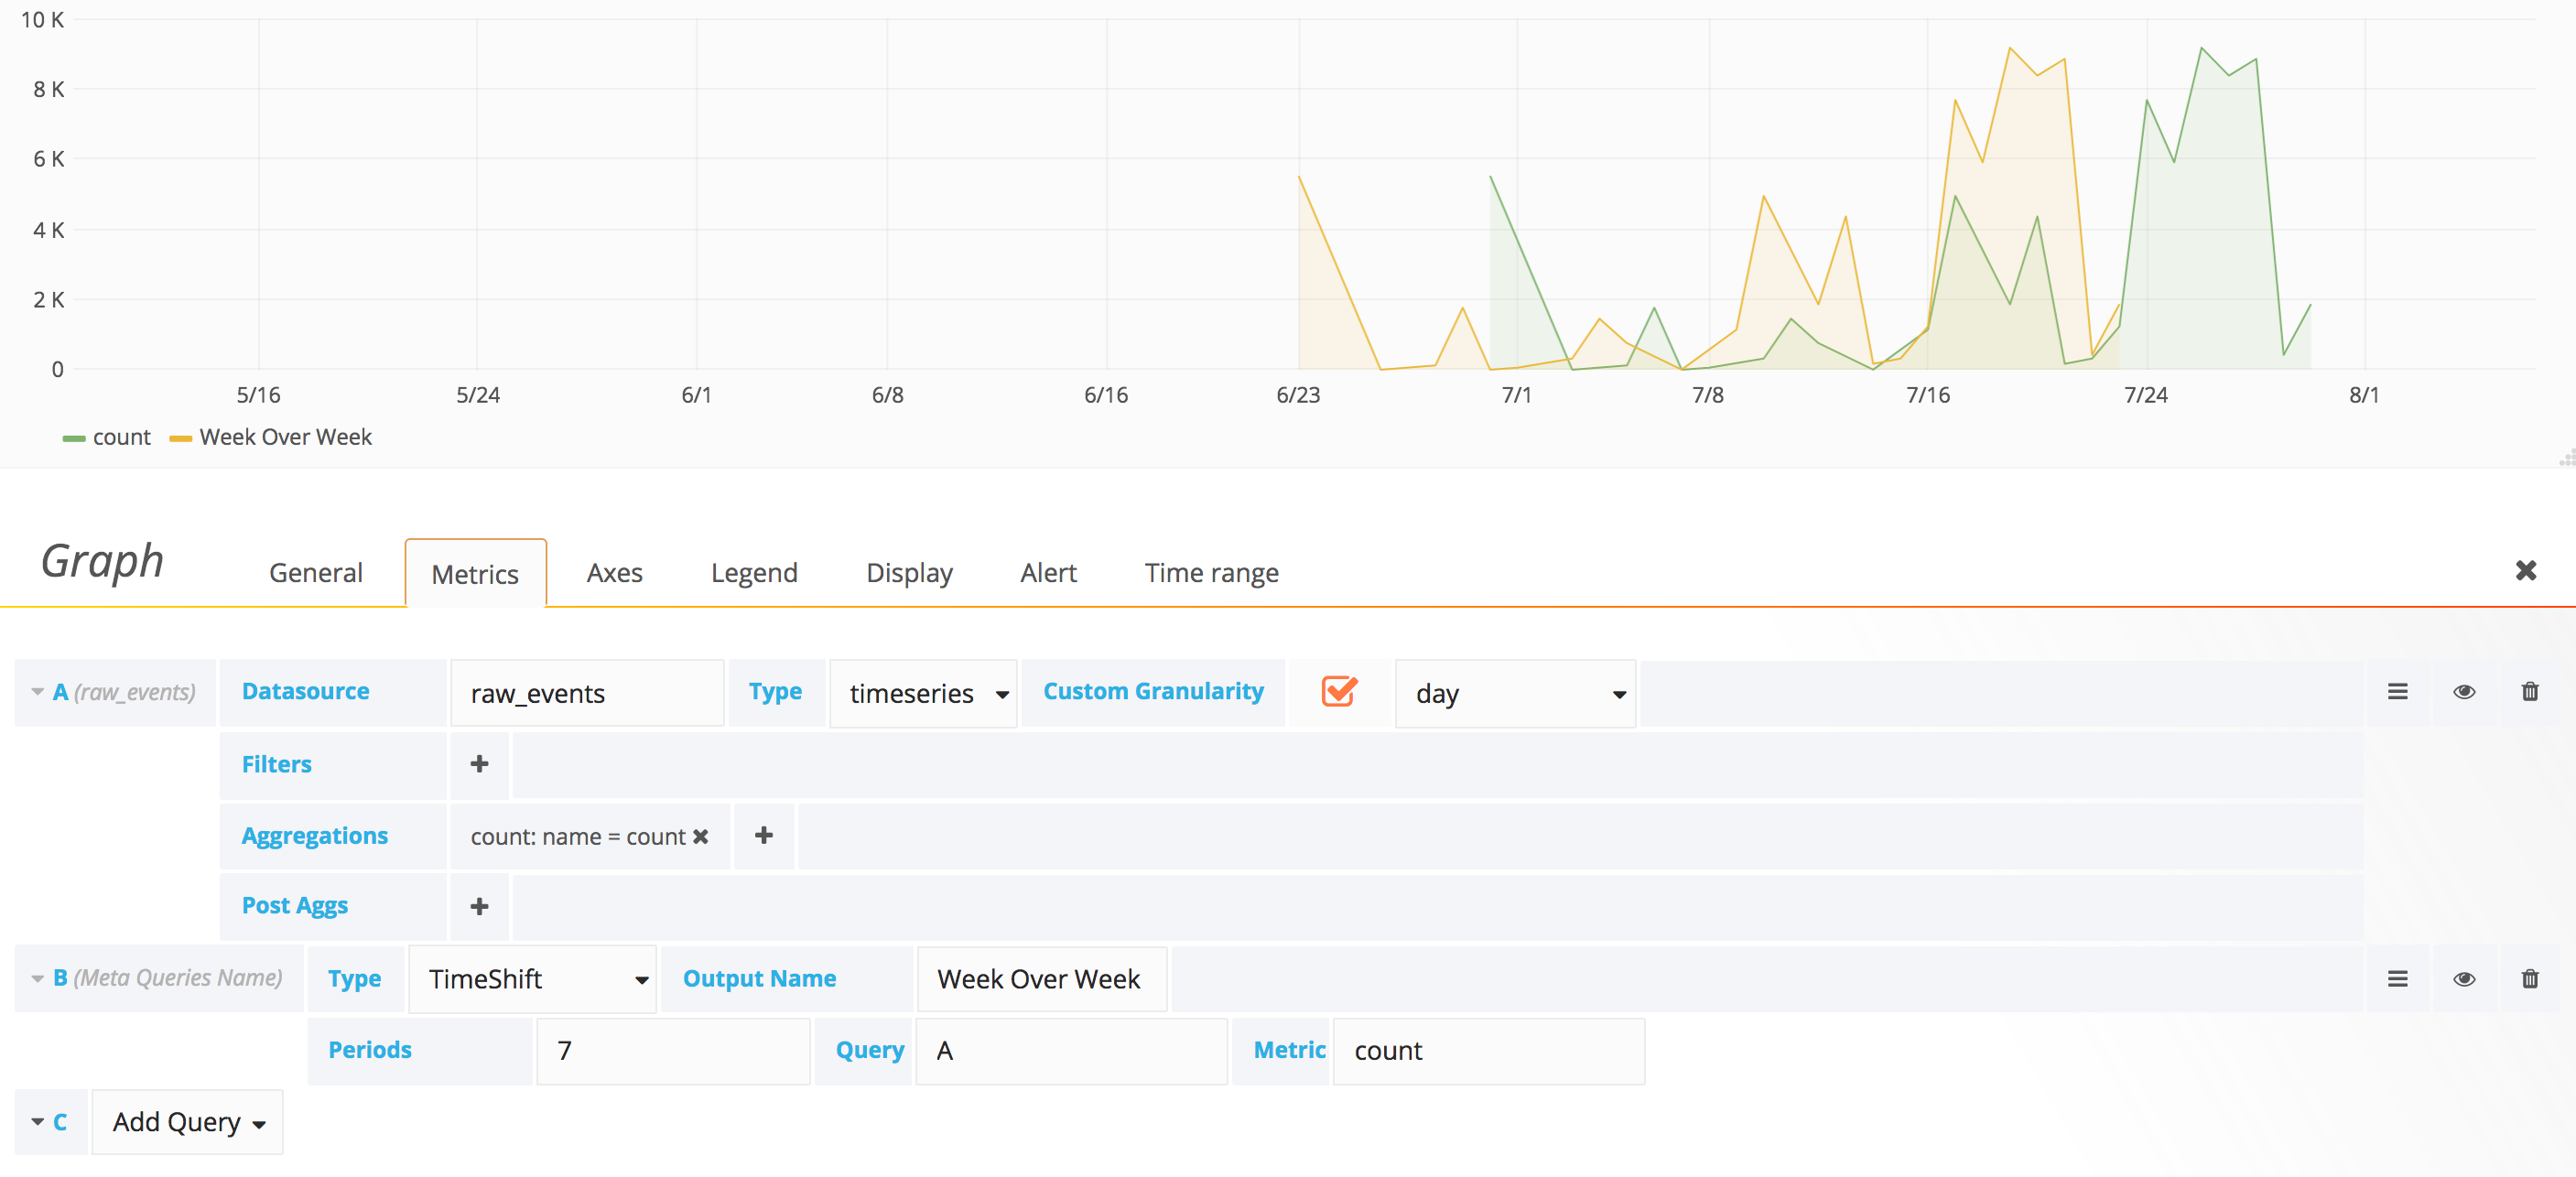 10 K
8 K
6 K
4 K
2 K
0
5/16 5/24 6/1 6/8 6/16 6/23 7/1 7/8 7/16 7/24 8/1
count Week Over Week
Graph General Metrics Axes Legend Display Alert Time range
A (raw_events) Datasource raw_events Type timeseries Custom Granularity day
Filters
Aggregations count: name = count
Post Aggs
B (Meta Queries Name) Type TimeShift Output Name Week Over Week
Periods 7 Query A Metric count
C Add Query